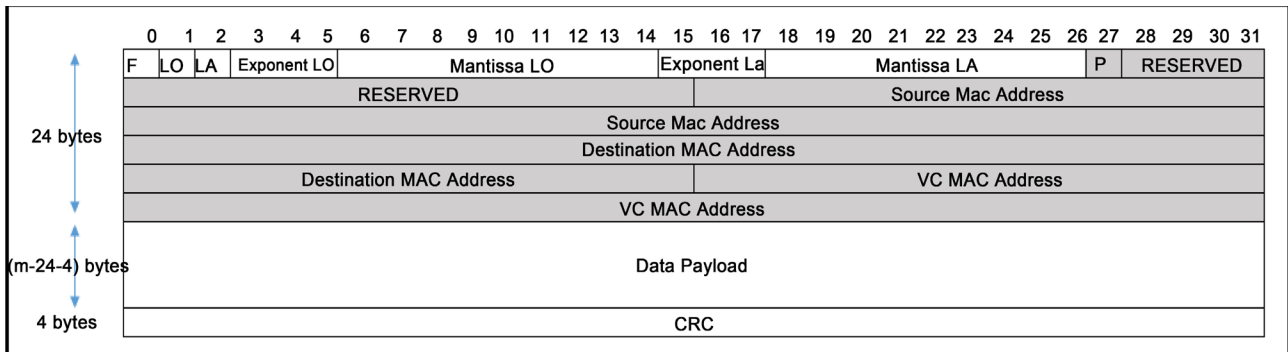 0 1 2 3 4 5 6 7 8 9 10 11 12 13 14 15 16 17 18 19 20 21 22 23 24 25 26 27 28 29 30 31
F LO LA Exponent LO Mantissa LO Exponent La Mantissa LA P RESERVED
RESERVED Source Mac Address
Source Mac Address
24 bytes
Destination MAC Address
Destination MAC Address VC MAC Address
VC MAC Address
(m-24-4) bytes Data Payload
4 bytes CRC